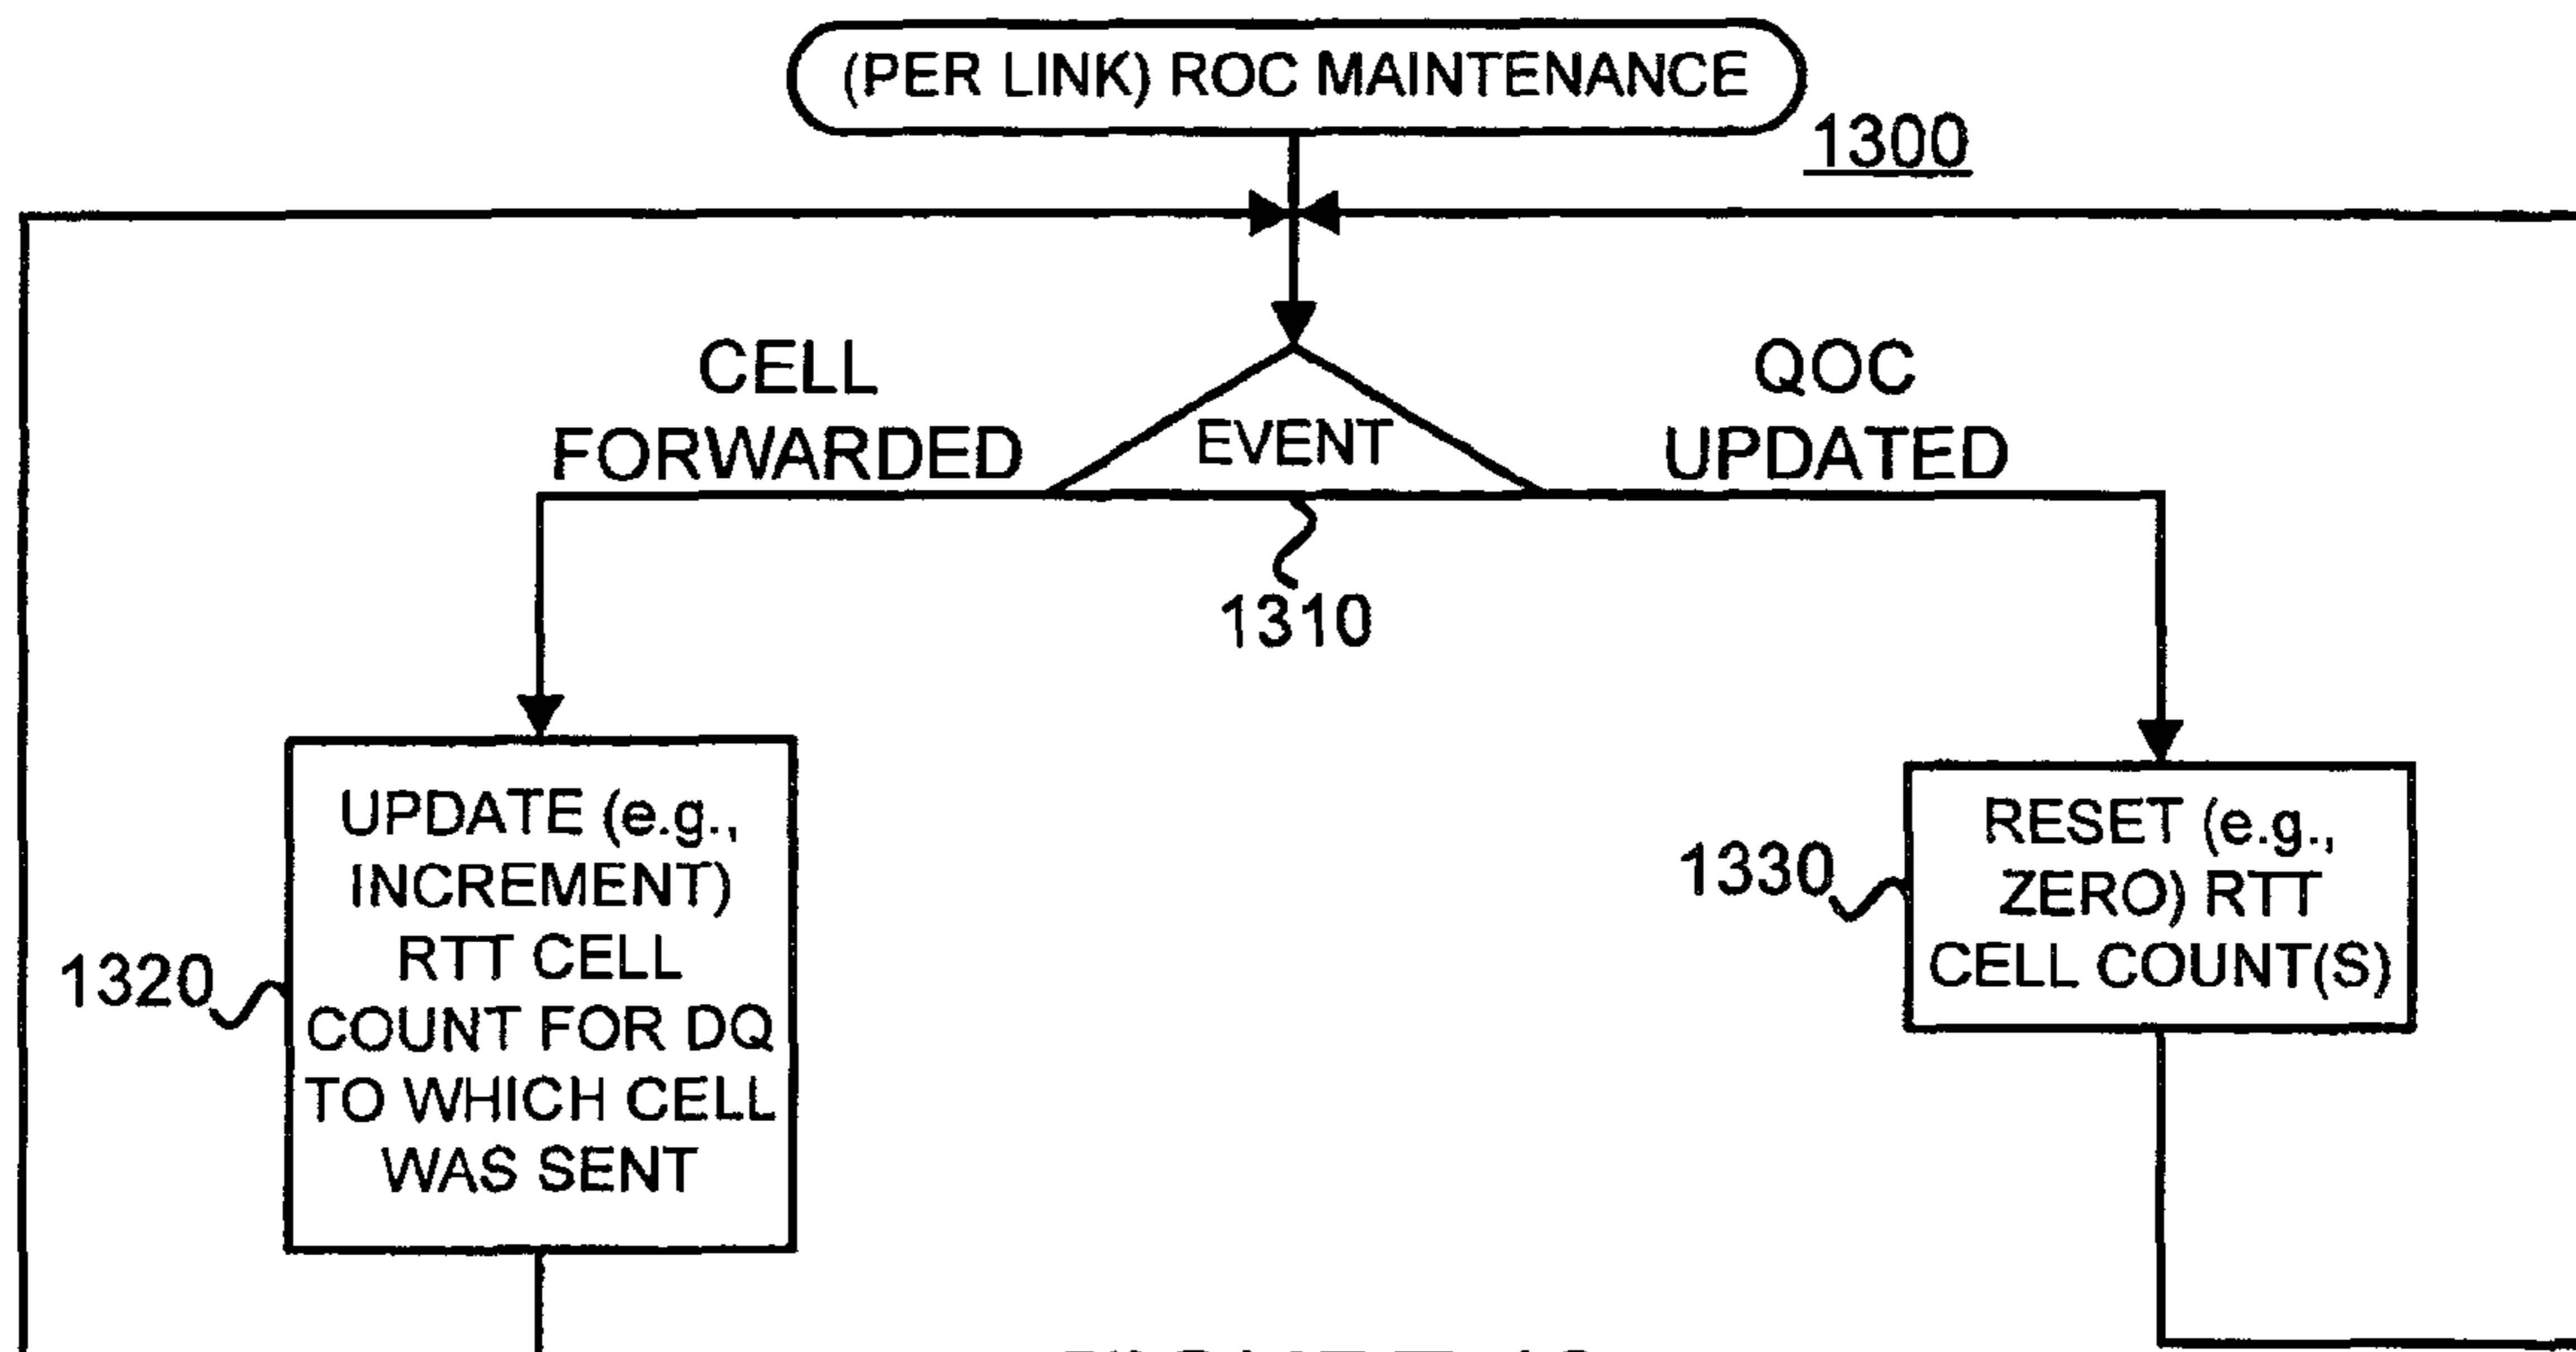 (PER LINK) ROC MAINTENANCE
1300
CELL
FORWARDED
EVENT
QOC
UPDATED
1310
UPDATE (e.g.,
INCREMENT)
RTT CELL
COUNT FOR DQ
TO WHICH CELL
WAS SENT
1320
RESET (e.g.,
ZERO) RTT
CELL COUNT(S)
1330